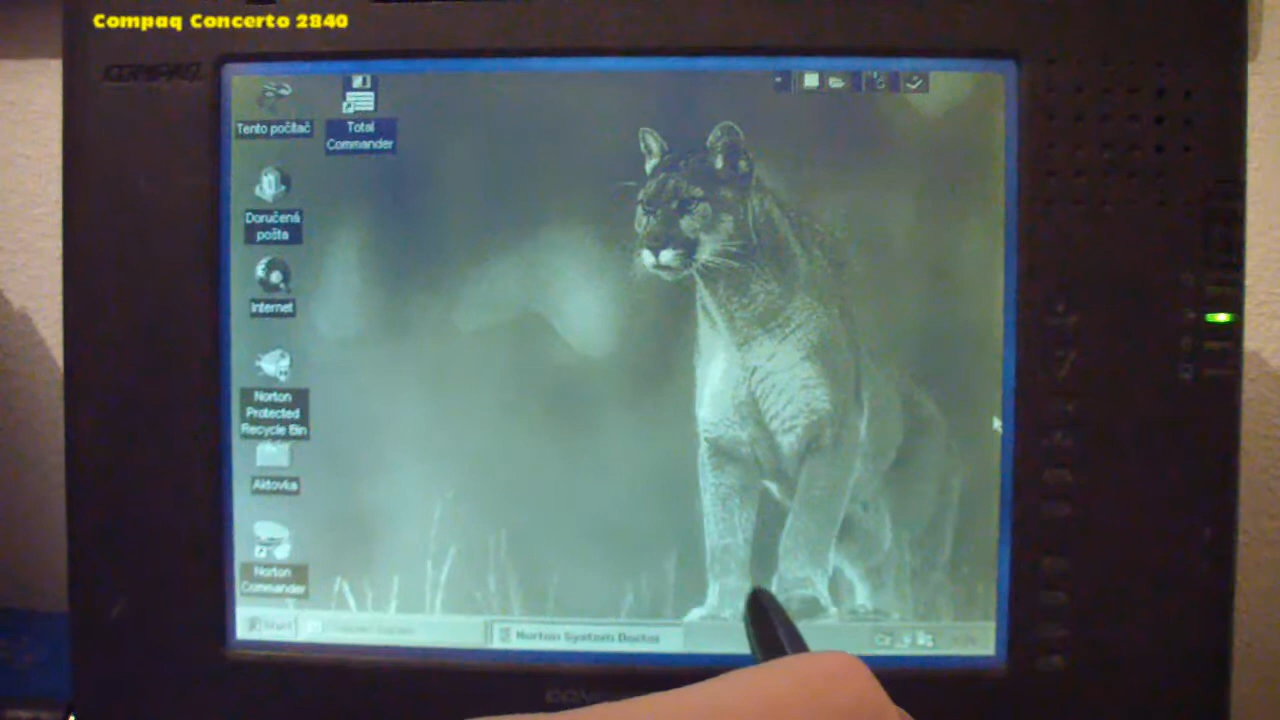 Compaq Concerto 2840
COMPAQ
Tento počítač
Total
Commander
Doručená
pošta
Internet
Norton
Protected
Recycle Bin
Aktovka
Norton
Commander
Start
Norton System Doctor